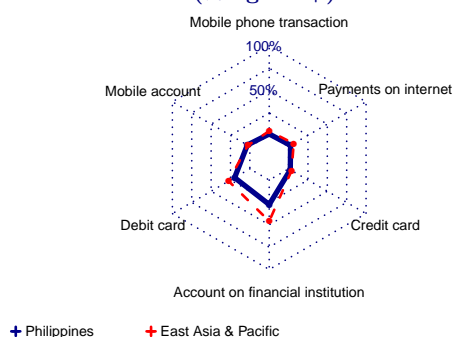 Mobile phone transaction
100%
Mobile account
50%
Payments on internet
Debit card
Credit card
Account on financial institution
Philippines
East Asia & Pacific